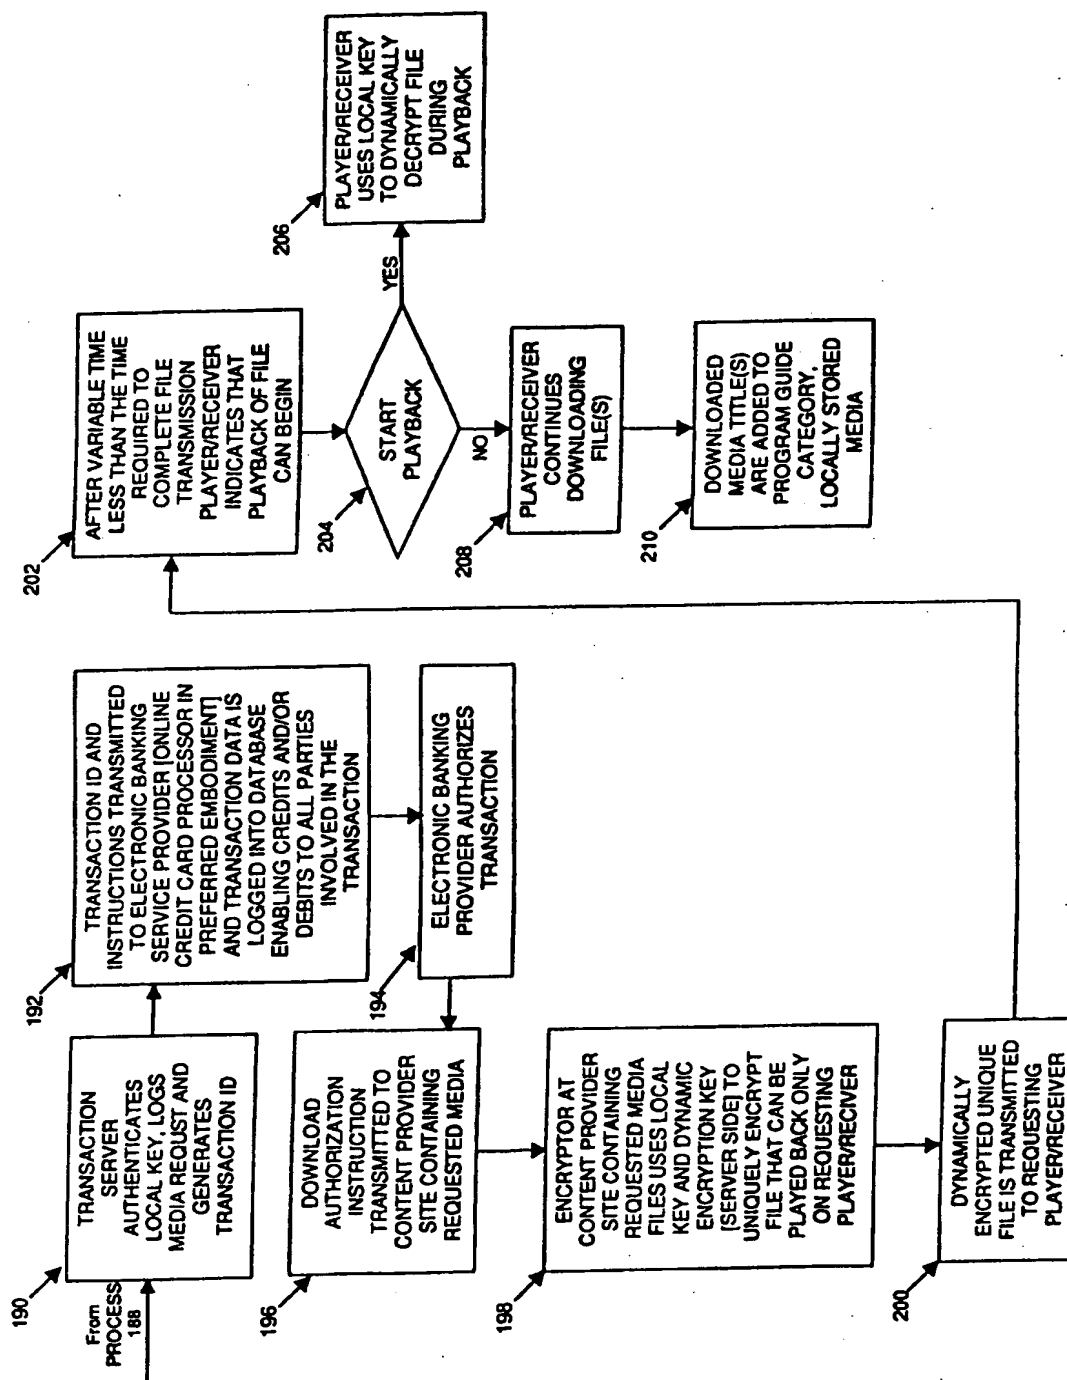 From
PROCESS
188
190
TRANSACTION
SERVER
AUTHENTICATES
LOCAL KEY, LOGS
MEDIA REQUST AND
GENERATES
TRANSACTION ID
192
TRANSACTION ID AND
INSTRUCTIONS TRANSMITTED
TO ELECTRONIC BANKING
SERVICE PROVIDER [ONLINE
CREDIT CARD PROCESSOR IN
PREFERRED EMBODIMENT]
AND TRANSACTION DATA IS
LOGGED INTO DATABASE
ENABLING CREDITS AND/OR
DEBITS TO ALL PARTIES
INVOLVED IN THE
TRANSACTION
194
ELECTRONIC BANKING
PROVIDER AUTHORIZES
TRANSACTION
196
DOWNLOAD
AUTHORIZATION
INSTRUCTION
TRANSMITTED TO
CONTENT PROVIDER
SITE CONTAINING
REQUESTED MEDIA
198
ENCRYPTOR AT
CONTENT PROVIDER
SITE CONTAINING
REQUESTED MEDIA
FILES USES LOCAL
KEY AND DYNAMIC
ENCRYPTION KEY
[SERVER SIDE] TO
UNIQUELY ENCRYPT
FILE THAT CAN BE
PLAYED BACK ONLY
ON REQUESTING
PLAYER/RECIVER
200
DYNAMICALLY
ENCRYPTED UNIQUE
FILE IS TRANSMITTED
TO REQUESTING
PLAYER/RECEIVER
202
AFTER VARIABLE TIME
LESS THAN THE TIME
REQUIRED TO
COMPLETE FILE
TRANSMISSION
PLAYER/RECEIVER
INDICATES THAT
PLAYBACK OF FILE
CAN BEGIN
204
START
PLAYBACK
YES
NO
206
PLAYER/RECEIVER
USES LOCAL KEY
TO DYNAMICALLY
DECRYPT FILE
DURING
PLAYBACK
208
PLAYER/RECEIVER
CONTINUES
DOWNLOADING
FILE(S)
210
DOWNLOADED
MEDIA TITLE(S)
ARE ADDED TO
PROGRAM GUIDE
CATEGORY,
LOCALLY STORED
MEDIA